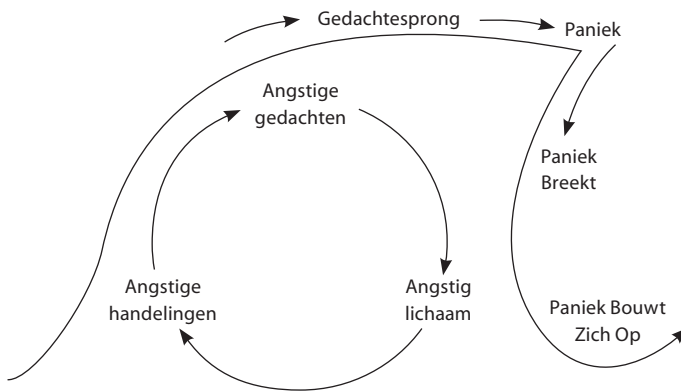 Gedachtesprong
Paniek
Angstige
gedachten
Paniek
Breekt
Angstige
handelingen
Angstig
lichaam
Paniek Bouwt
Zich Op